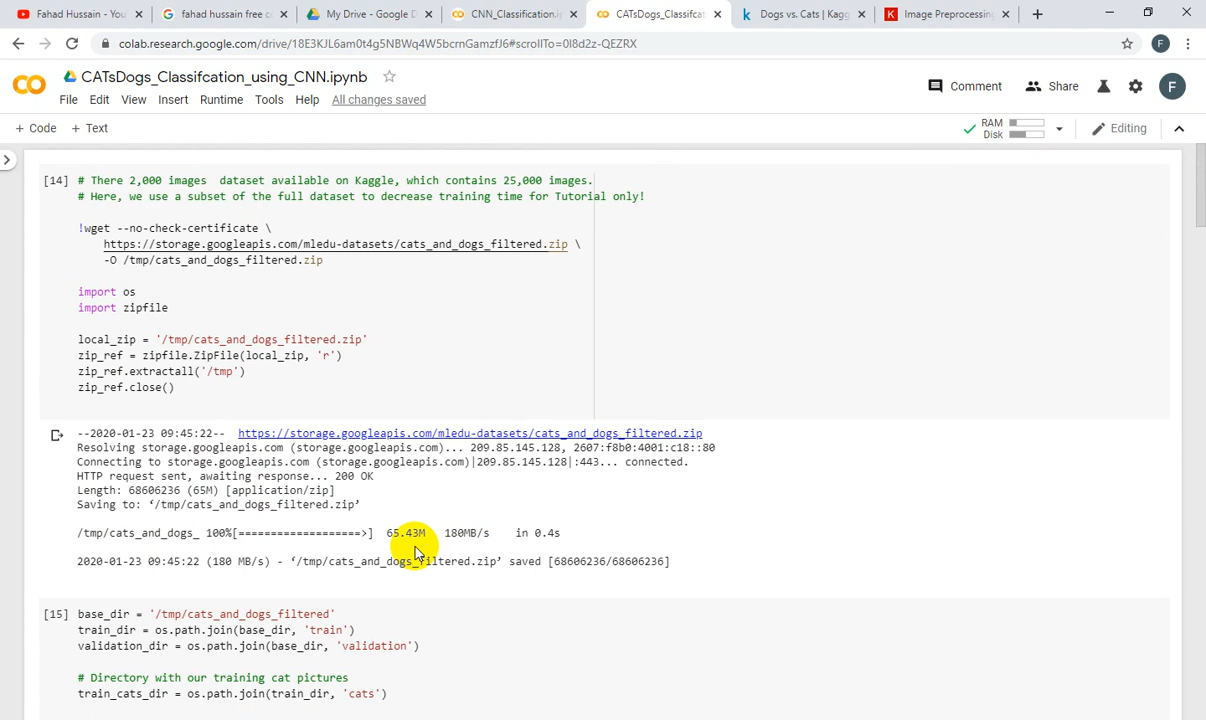 Fahad Hussain - You
fahad hussain free c
My Drive - Google D
CNN_Classification.ip
CATsDogs_Classifcat
Dogs vs. Cats | Kagg
Image Preprocessing
colab.research.google.com/drive/18E3KJL6am0t4g5NBWq4W5bcrnGamzfJ6#scrollTo=0l8d2z-QEZRX
F
CATsDogs_Classifcation_using_CNN.ipynb
Comment
Share
F
File Edit View Insert Runtime Tools Help All changes saved
+ Code + Text
RAM
Disk
Editing
[14] # There 2,000 images  dataset available on Kaggle, which contains 25,000 images.
# Here, we use a subset of the full dataset to decrease training time for Tutorial only!
!wget --no-check-certificate \
https://storage.googleapis.com/mledu-datasets/cats_and_dogs_filtered.zip \
-O /tmp/cats_and_dogs_filtered.zip
import os
import zipfile
local_zip = '/tmp/cats_and_dogs_filtered.zip'
zip_ref = zipfile.ZipFile(local_zip, 'r')
zip_ref.extractall('/tmp')
zip_ref.close()
--2020-01-23 09:45:22--  https://storage.googleapis.com/mledu-datasets/cats_and_dogs_filtered.zip
Resolving storage.googleapis.com (storage.googleapis.com)... 209.85.145.128, 2607:f8b0:4001:c18::80
Connecting to storage.googleapis.com (storage.googleapis.com)|209.85.145.128|:443... connected.
HTTP request sent, awaiting response... 200 OK
Length: 68606236 (65M) [application/zip]
Saving to: ‘/tmp/cats_and_dogs_filtered.zip’
/tmp/cats_and_dogs_ 100%[===================>]  65.43M   180MB/s    in 0.4s
2020-01-23 09:45:22 (180 MB/s) - ‘/tmp/cats_and_dogs_filtered.zip’ saved [68606236/68606236]
[15] base_dir = '/tmp/cats_and_dogs_filtered'
train_dir = os.path.join(base_dir, 'train')
validation_dir = os.path.join(base_dir, 'validation')
# Directory with our training cat pictures
train_cats_dir = os.path.join(train_dir, 'cats')